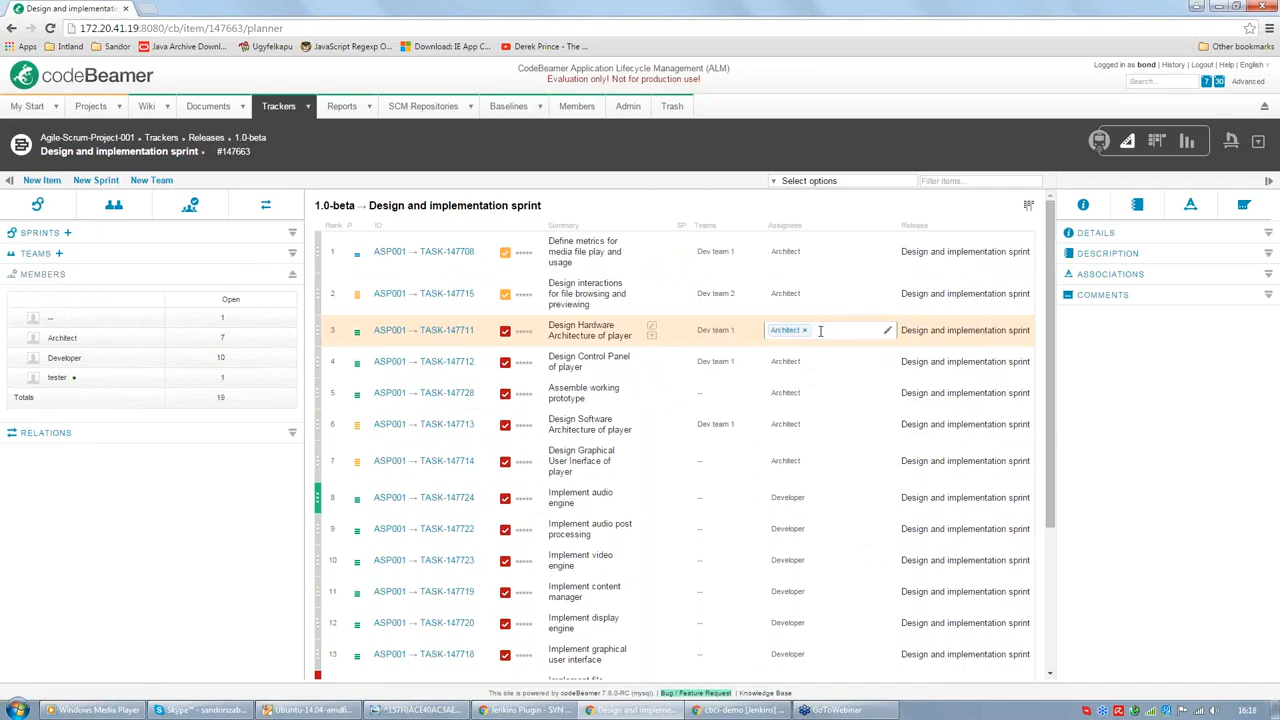 Design and implementatic
172.20.41.19:8080/cb/item/147663/planner
Apps Intland Sandor Java Archive Downl... Ugyfelkapu JavaScript Regexp O... Download: IE App C... Derek Prince - The ... Other bookmarks
codeBeamer
CodeBeamer Application Lifecycle Management (ALM)
Evaluation only! Not for production use!
Logged in as bond | History | Logout | Help | English
Search... 7 30 Advanced
My Start Projects Wiki Documents Trackers Reports SCM Repositories Baselines Members Admin Trash
Agile-Scrum-Project-001 Trackers Releases 1.0-beta
Design and implementation sprint #147663
New Item New Sprint New Team
Select options Filter items...
SPRINTS +
TEAMS +
MEMBERS
Open
-- 1
Architect 7
Developer 10
tester 1
Totals 19
RELATIONS
1.0-beta → Design and implementation sprint
Rank P ID Summary SP Teams Assignees Release
1 ASP001 → TASK-147708 Define metrics for media file play and usage Dev team 1 Architect Design and implementation sprint
2 ASP001 → TASK-147715 Design interactions for file browsing and previewing Dev team 2 Architect Design and implementation sprint
3 ASP001 → TASK-147711 Design Hardware Architecture of player Dev team 1 Architect × Design and implementation sprint
4 ASP001 → TASK-147712 Design Control Panel of player Dev team 1 Architect Design and implementation sprint
5 ASP001 → TASK-147728 Assemble working prototype -- Architect Design and implementation sprint
6 ASP001 → TASK-147713 Design Software Architecture of player Dev team 1 Architect Design and implementation sprint
7 ASP001 → TASK-147714 Design Graphical User Inerface of player -- Architect Design and implementation sprint
8 ASP001 → TASK-147724 Implement audio engine -- Developer Design and implementation sprint
9 ASP001 → TASK-147722 Implement audio post processing -- Developer Design and implementation sprint
10 ASP001 → TASK-147723 Implement video engine -- Developer Design and implementation sprint
11 ASP001 → TASK-147719 Implement content manager -- Developer Design and implementation sprint
12 ASP001 → TASK-147720 Implement display engine -- Developer Design and implementation sprint
13 ASP001 → TASK-147718 Implement graphical user interface -- Developer Design and implementation sprint
DETAILS
DESCRIPTION
ASSOCIATIONS
COMMENTS
This site is powered by codeBeamer 7.8.0-RC (mysql). | Bug / Feature Request | Knowledge Base
Windows Media Player Skype™ - sandorszab... Ubuntu-14.04-amd6... *157F0ACE40AC3AE... Jenkins Plugin - SVN ... Design and impleme... cbci-demo [Jenkins] ... GoToWebinar 16:18